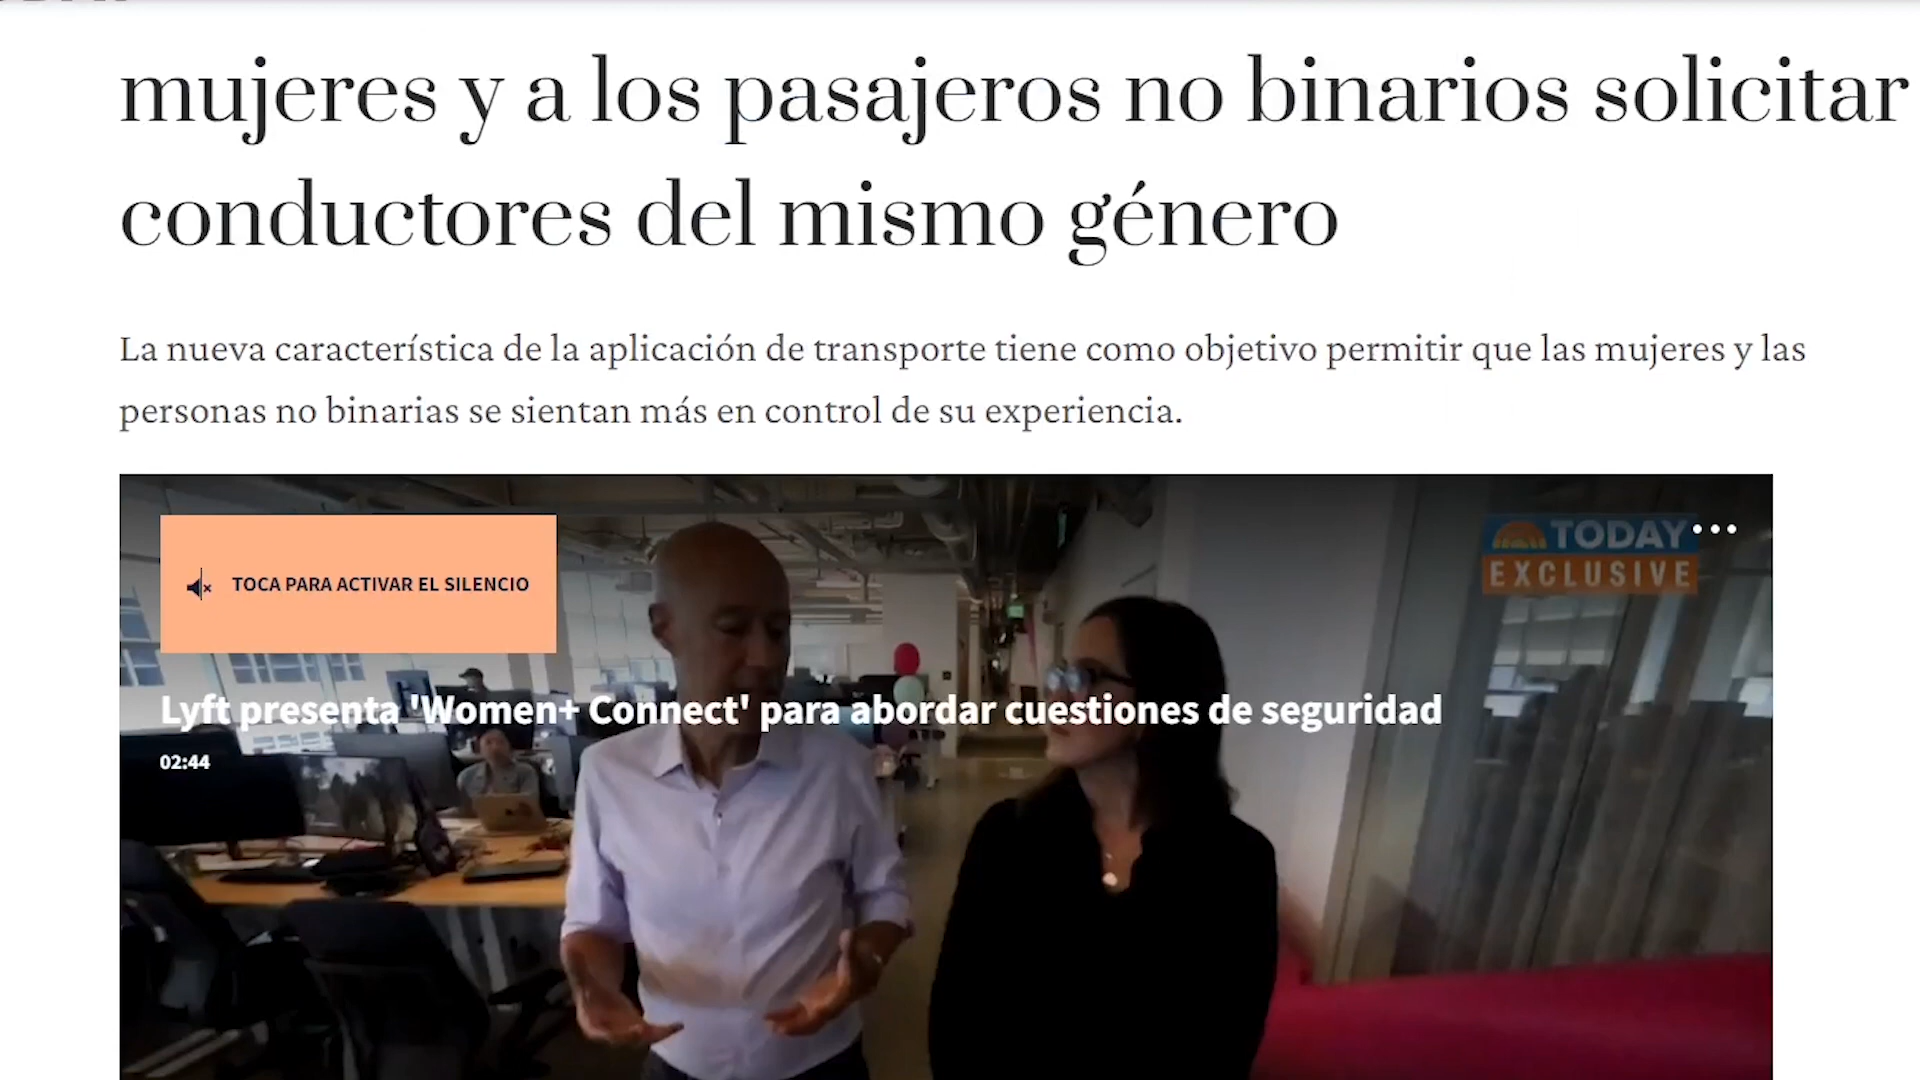 mujeres y a los pasajeros no binarios solicitar
conductores del mismo género
La nueva característica de la aplicación de transporte tiene como objetivo permitir que las mujeres y las
personas no binarias se sientan más en control de su experiencia.
TODAY
EXCLUSIVE
TOCA PARA ACTIVAR EL SILENCIO
Lyft presenta 'Women+ Connect' para abordar cuestiones de seguridad
02:44